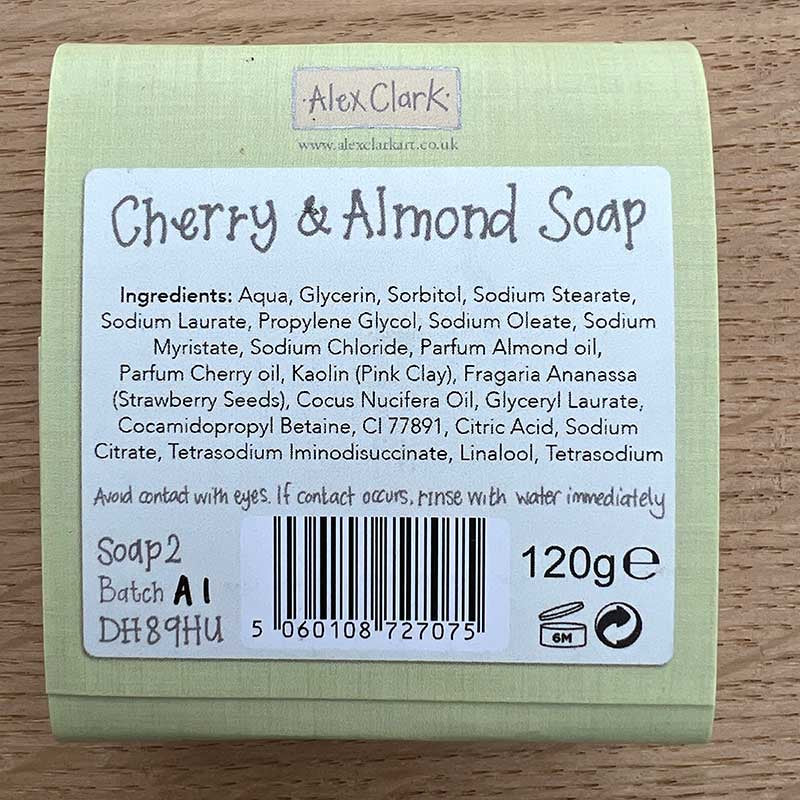 ·Alex Clark·
www.alexclarkart.co.uk
Cherry & Almond Soap
Ingredients: Aqua, Glycerin, Sorbitol, Sodium Stearate,
Sodium Laurate, Propylene Glycol, Sodium Oleate, Sodium
Myristate, Sodium Chloride, Parfum Almond oil,
Parfum Cherry oil, Kaolin (Pink Clay), Fragaria Ananassa
(Strawberry Seeds), Cocus Nucifera Oil, Glyceryl Laurate,
Cocamidopropyl Betaine, CI 77891, Citric Acid, Sodium
Citrate, Tetrasodium Iminodisuccinate, Linalool, Tetrasodium
Avoid contact with eyes. If contact occurs, rinse with water immediately
Soap2
Batch A1
DH89HU
5 060108 727075
120g℮
6M